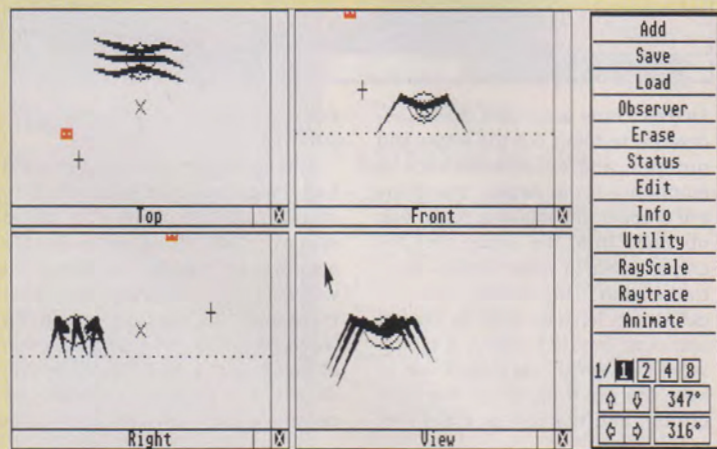 Top
Front
Right
View
Add
Save
Load
Observer
Erase
Status
Edit
Info
Utility
RayScale
Raytrace
Animate
1/ 1 2 4 8
347°
316°